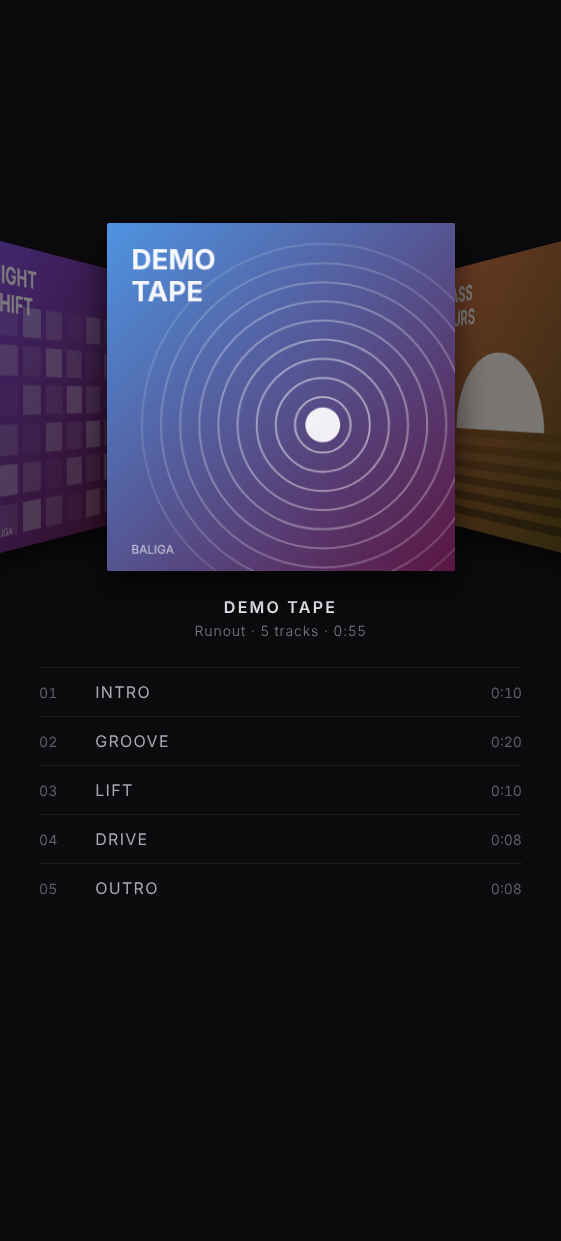 DEMO
TAPE
BALIGA
DEMO TAPE
Runout · 5 tracks · 0:55
01 INTRO 0:10
02 GROOVE 0:20
03 LIFT 0:10
04 DRIVE 0:08
05 OUTRO 0:08